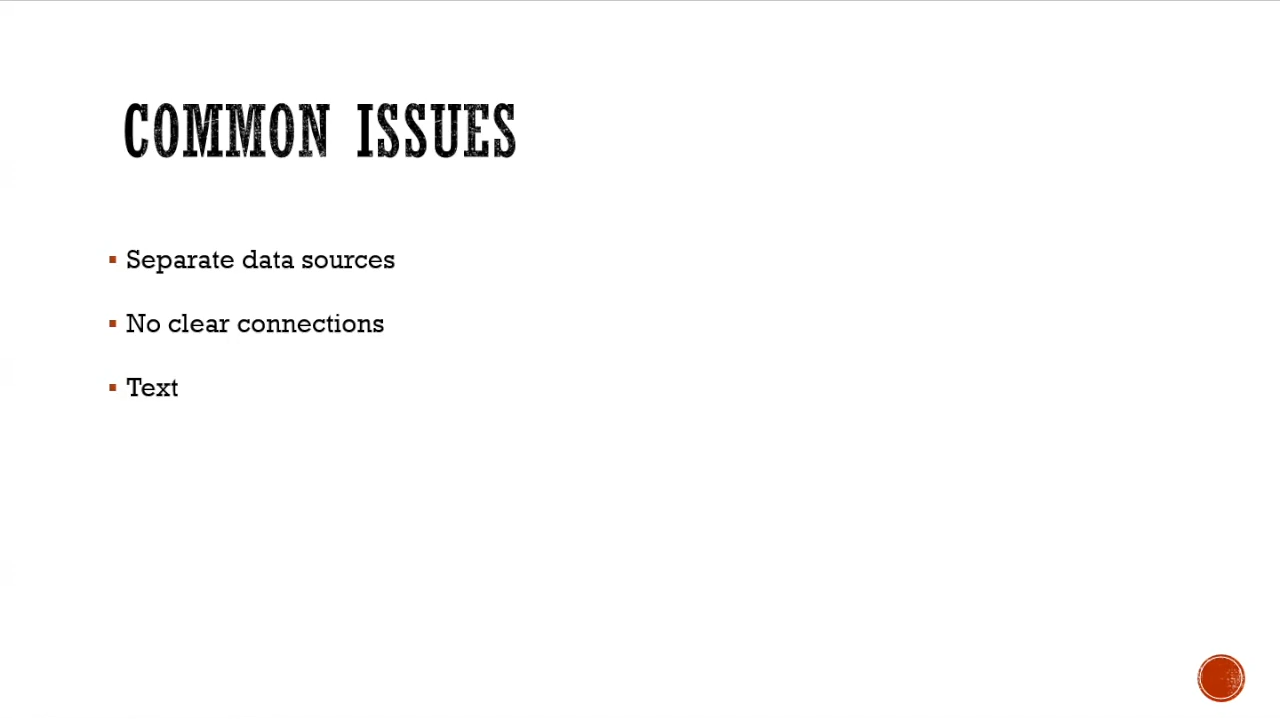 COMMON ISSUES
Separate data sources
No clear connections
Text